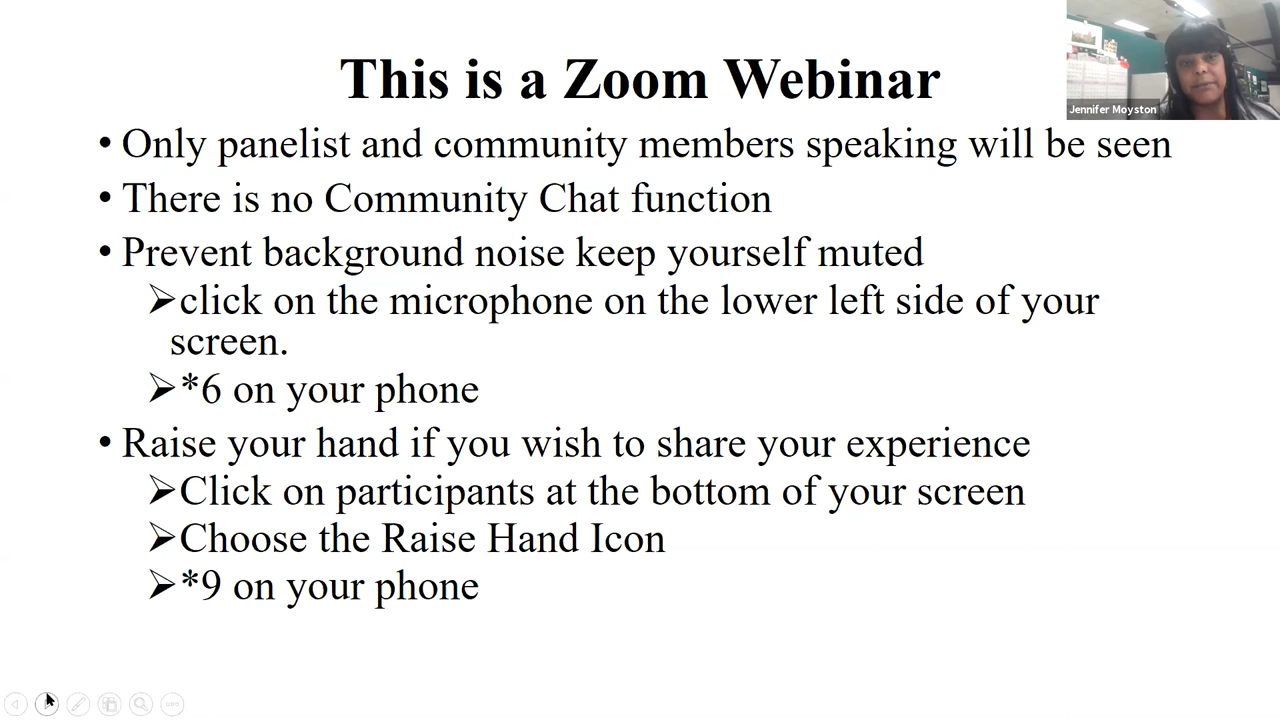 This is a Zoom Webinar
Jennifer Moyston
• Only panelist and community members speaking will be seen
• There is no Community Chat function
• Prevent background noise keep yourself muted
➢click on the microphone on the lower left side of your
screen.
➢*6 on your phone
• Raise your hand if you wish to share your experience
➢Click on participants at the bottom of your screen
➢Choose the Raise Hand Icon
➢*9 on your phone